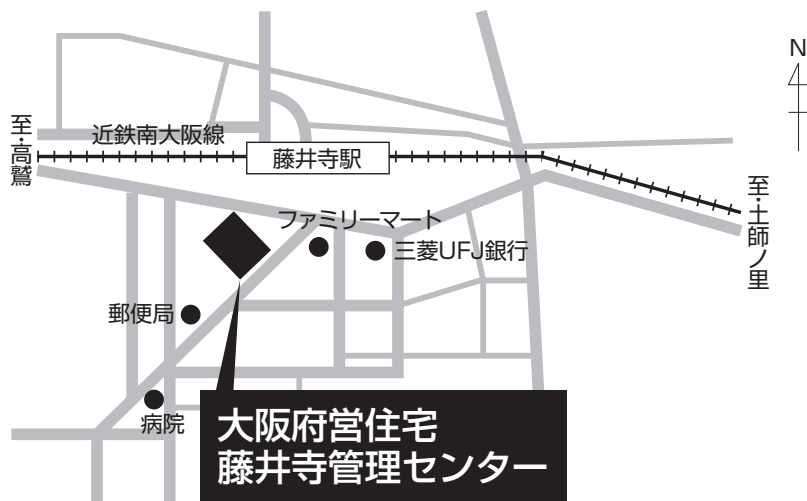 N
近鉄南大阪線
至・高鷲
藤井寺駅
至・土師ノ里
ファミリーマート
三菱UFJ銀行
郵便局
病院
大阪府営住宅
藤井寺管理センター